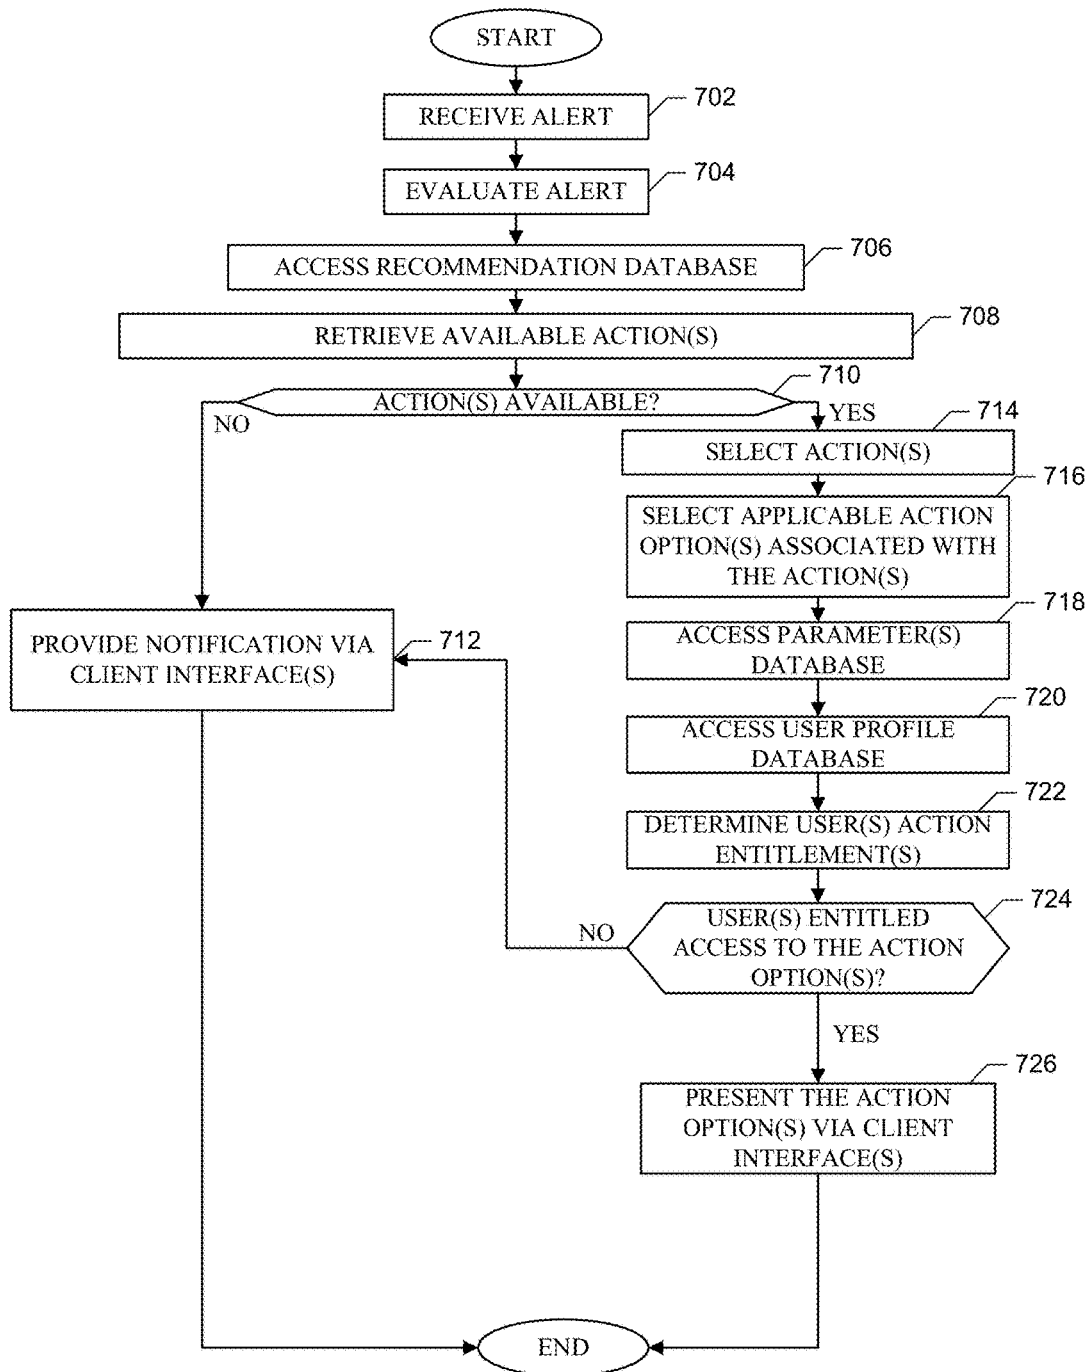 START
702
RECEIVE ALERT
704
EVALUATE ALERT
706
ACCESS RECOMMENDATION DATABASE
708
RETRIEVE AVAILABLE ACTION(S)
710
ACTION(S) AVAILABLE?
NO
YES
714
SELECT ACTION(S)
716
SELECT APPLICABLE ACTION
OPTION(S) ASSOCIATED WITH
THE ACTION(S)
718
ACCESS PARAMETER(S)
DATABASE
712
PROVIDE NOTIFICATION VIA
CLIENT INTERFACE(S)
720
ACCESS USER PROFILE
DATABASE
722
DETERMINE USER(S) ACTION
ENTITLEMENT(S)
724
USER(S) ENTITLED
ACCESS TO THE ACTION
OPTION(S)?
NO
YES
726
PRESENT THE ACTION
OPTION(S) VIA CLIENT
INTERFACE(S)
END